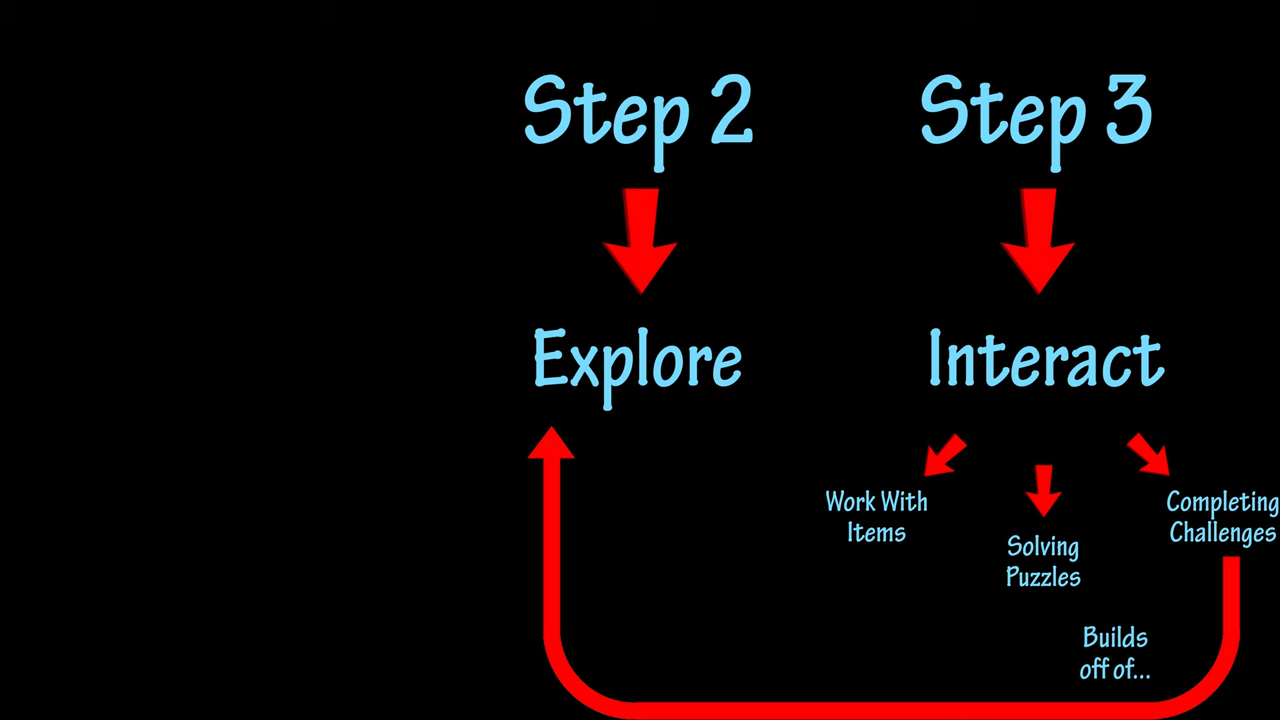 Step 2
Step 3
Explore
Interact
Work With
Items
Solving
Puzzles
Completing
Challenges
Builds
off of...